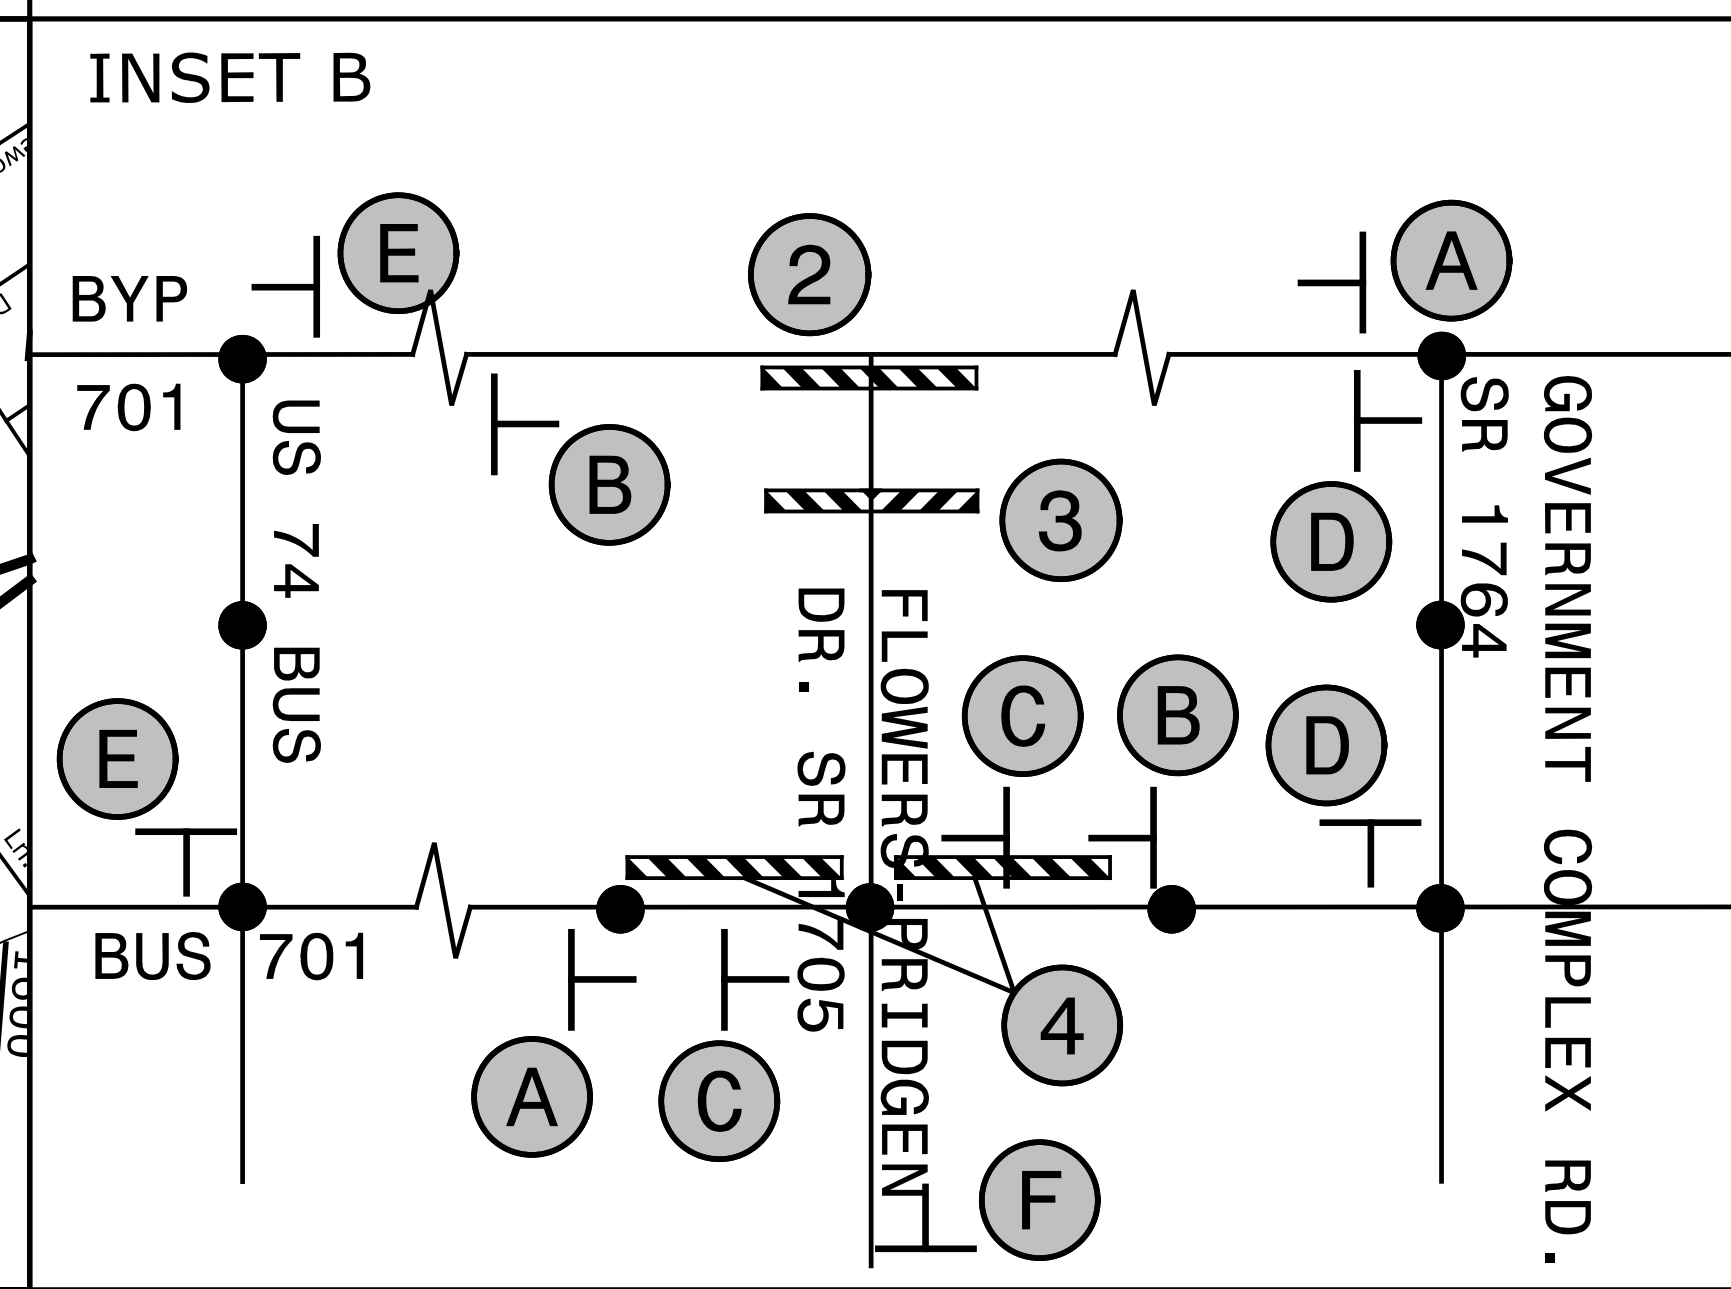 INSET B
E
2
A
BYP
701
US 74 BUS
B
3
D
SR 1764
GOVERNMENT COMPLEX RD.
FLOWERS-PRIDGEN
DR. SR 1705
C
B
D
E
BUS 701
4
A
C
F
1000